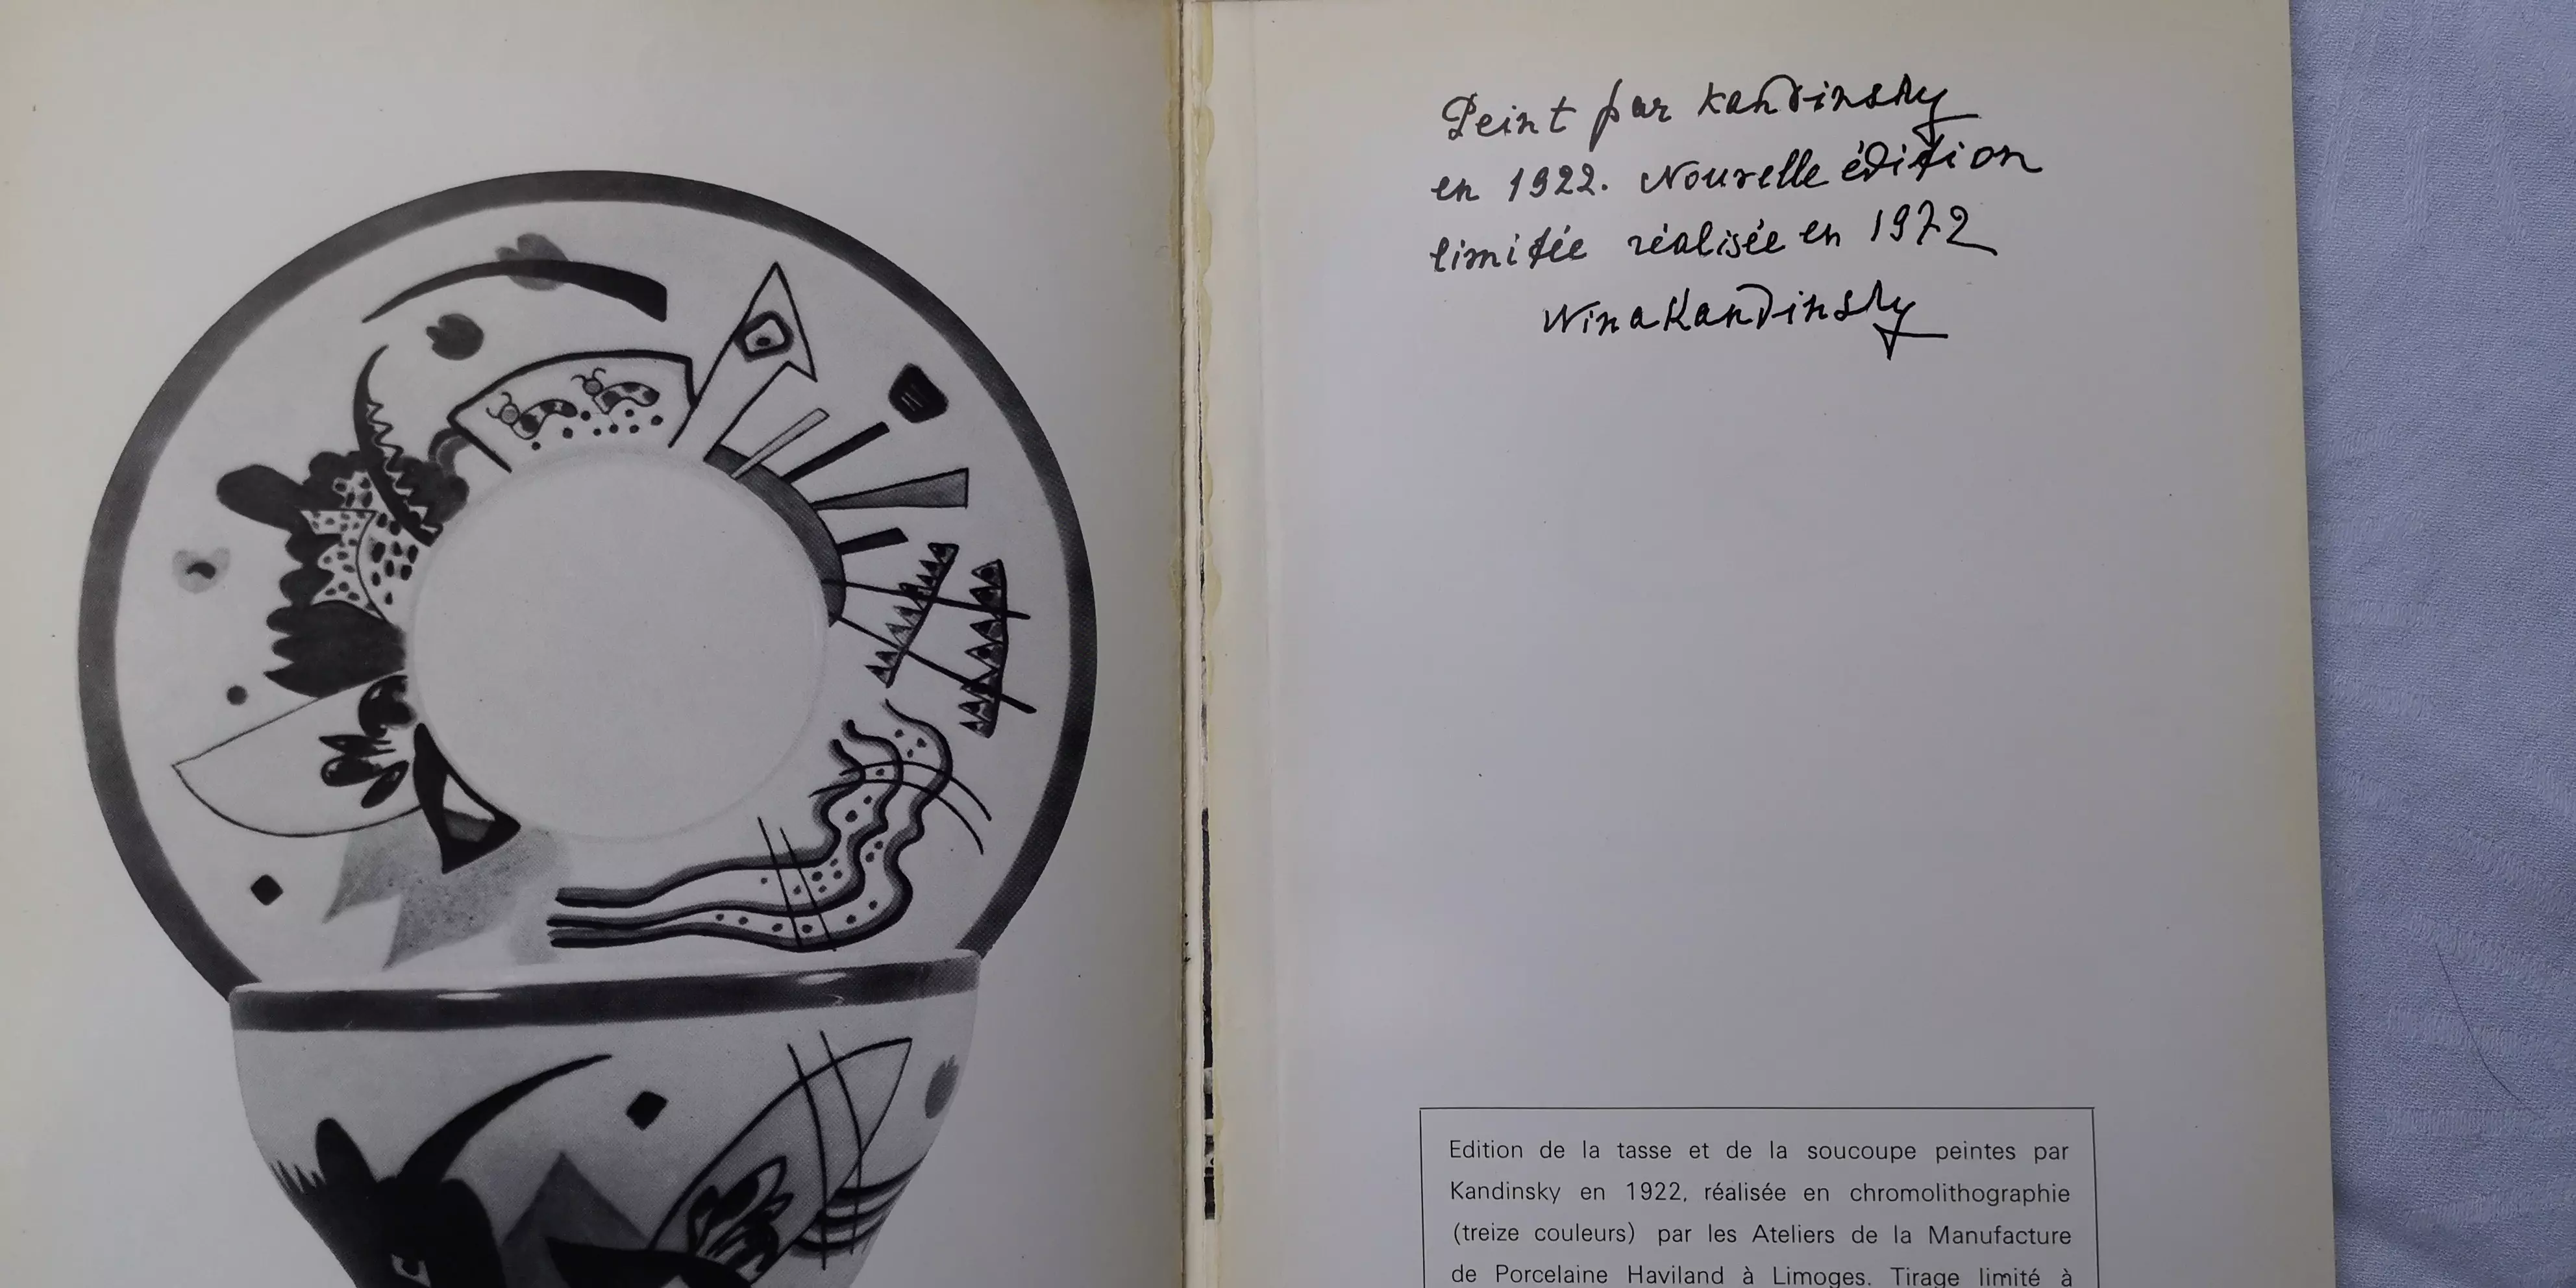 Peint par Kandinsky
en 1922. Nouvelle édition
limitée réalisée en 1972
Nina Kandinsky
Edition de la tasse et de la soucoupe peintes par
Kandinsky en 1922, réalisée en chromolithographie
(treize couleurs) par les Ateliers de la Manufacture
de Porcelaine Haviland à Limoges. Tirage limité à